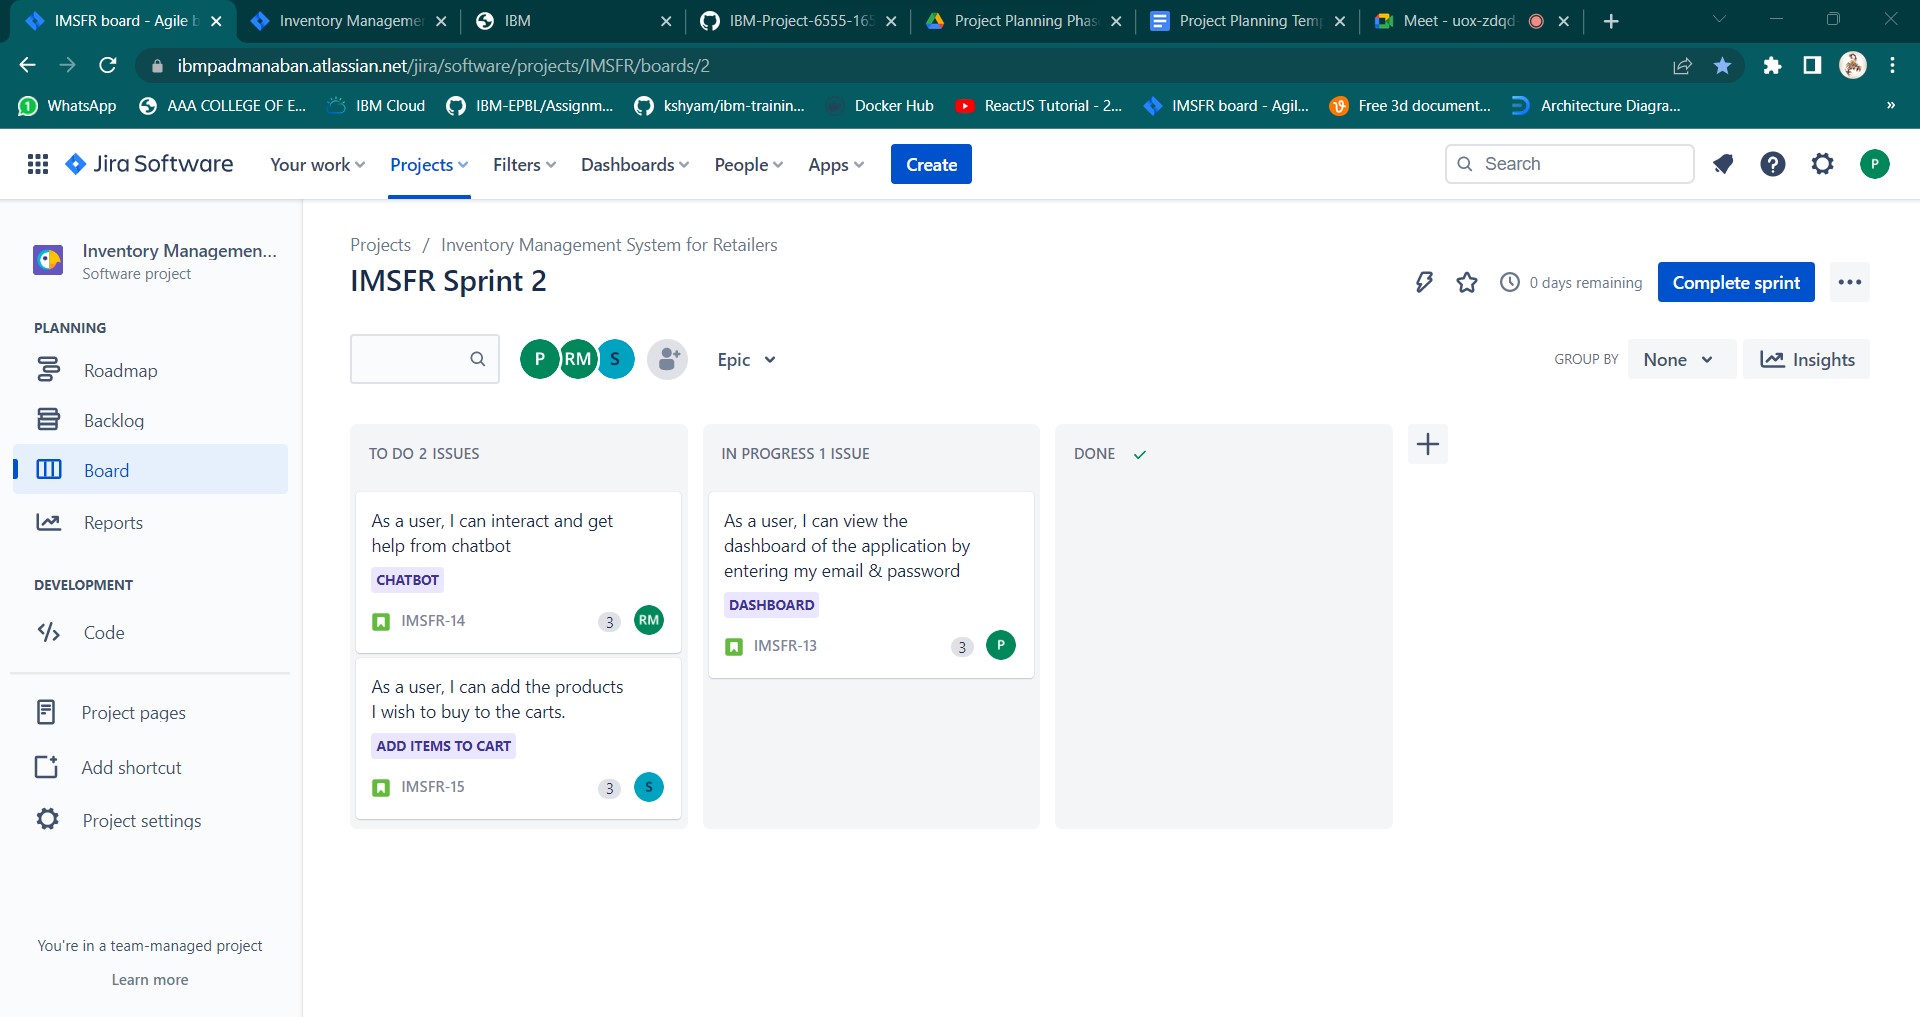 IMSFR board - Agile b
Inventory Manageme
IBM
IBM-Project-6555-165
Project Planning Phas
Project Planning Temp
Meet - uox-zdqd-
ibmpadmanaban.atlassian.net/jira/software/projects/IMSFR/boards/2
WhatsApp
AAA COLLEGE OF E...
IBM Cloud
IBM-EPBL/Assignm...
kshyam/ibm-trainin...
Docker Hub
ReactJS Tutorial - 2...
IMSFR board - Agil...
Free 3d document...
Architecture Diagra...
»
Jira Software
Your work
Projects
Filters
Dashboards
People
Apps
Create
Search
P
Inventory Managemen...
Software project
PLANNING
Roadmap
Backlog
Board
Reports
DEVELOPMENT
Code
Project pages
Add shortcut
Project settings
You're in a team-managed project
Learn more
Projects / Inventory Management System for Retailers
IMSFR Sprint 2
0 days remaining
Complete sprint
P
RM
S
Epic
GROUP BY
None
Insights
TO DO 2 ISSUES
As a user, I can interact and get
help from chatbot
CHATBOT
IMSFR-14
3
RM
As a user, I can add the products
I wish to buy to the carts.
ADD ITEMS TO CART
IMSFR-15
3
S
IN PROGRESS 1 ISSUE
As a user, I can view the
dashboard of the application by
entering my email & password
DASHBOARD
IMSFR-13
3
P
DONE